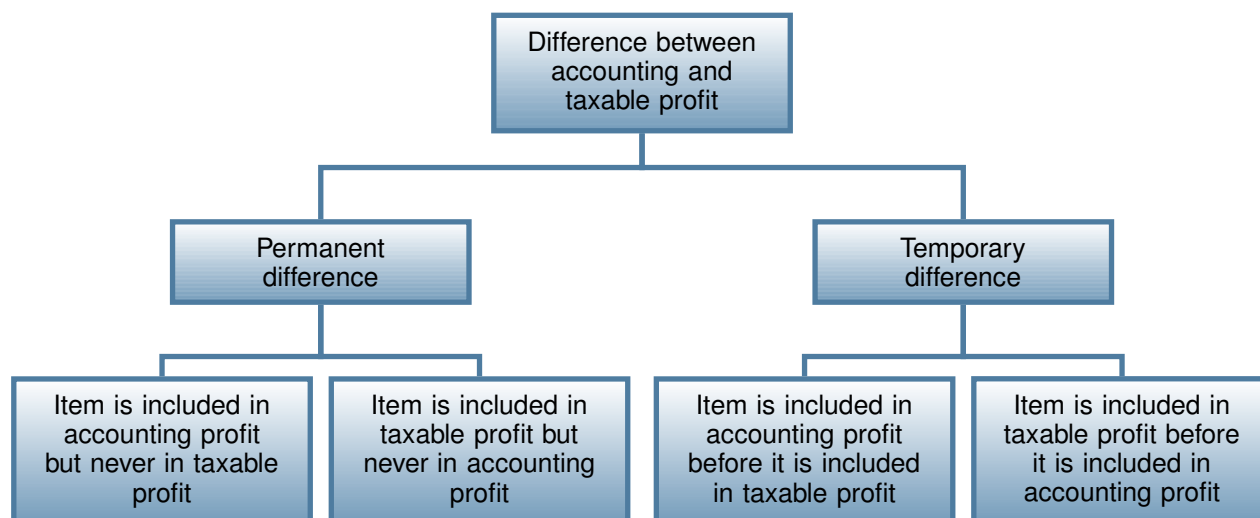 Difference between
accounting and
taxable profit
Permanent
difference
Temporary
difference
Item is included in
accounting profit
but never in taxable
profit
Item is included in
taxable profit but
never in accounting
profit
Item is included in
accounting profit
before it is included
in taxable profit
Item is included in
taxable profit before
it is included in
accounting profit